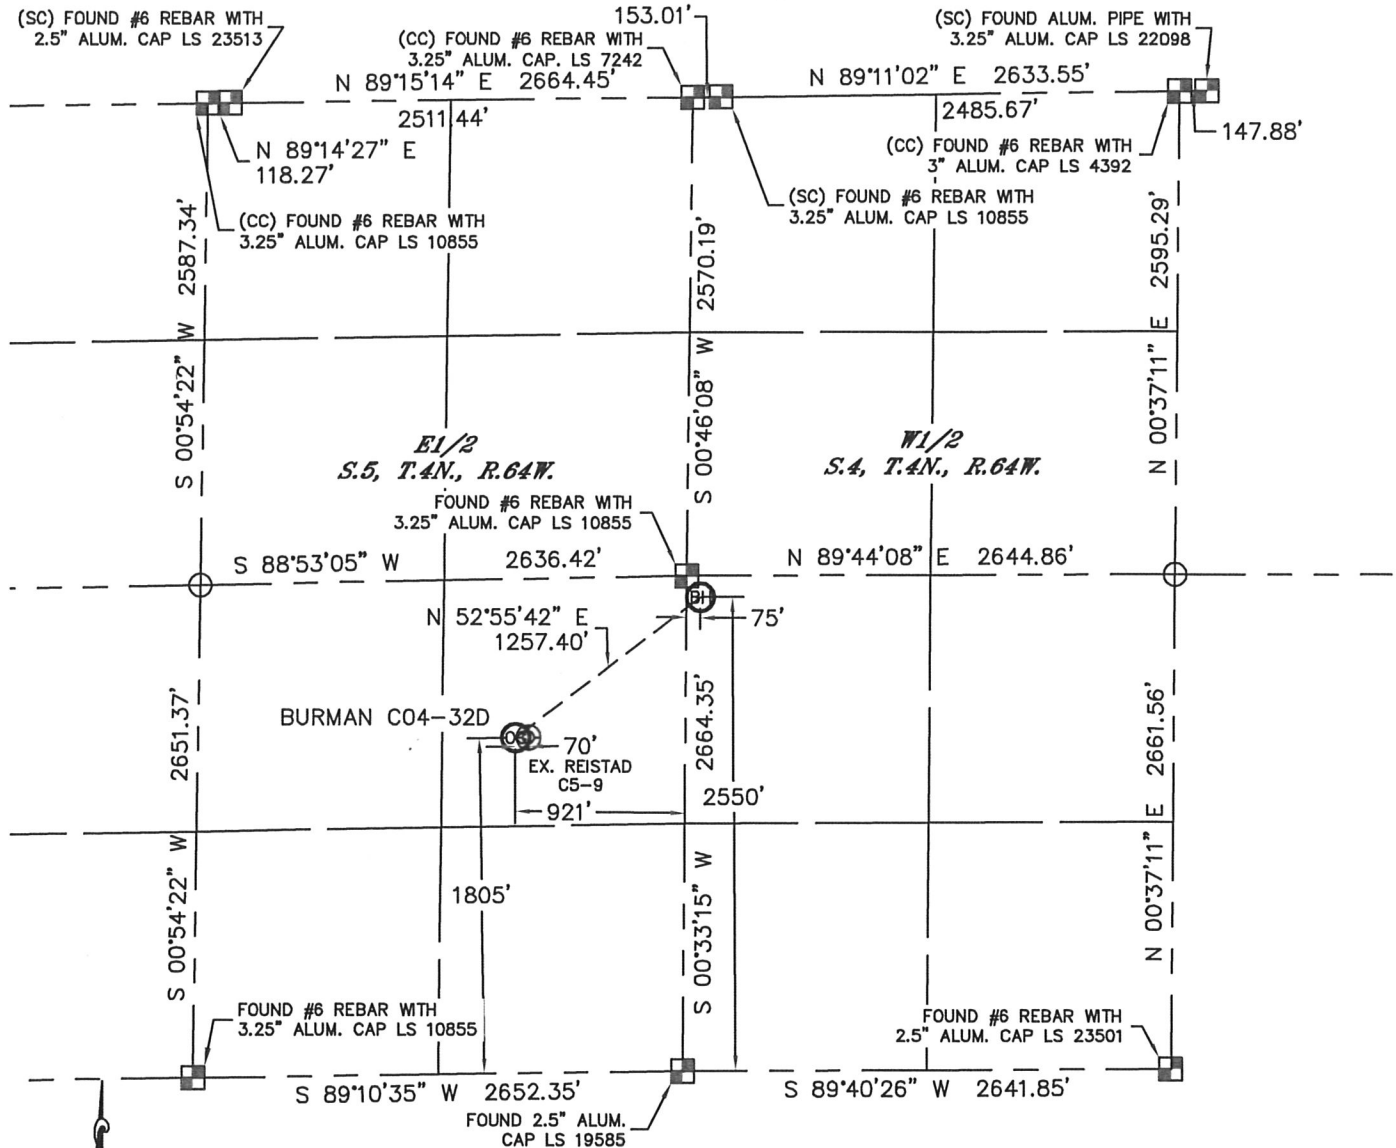 (SC) FOUND #6 REBAR WITH
2.5" ALUM. CAP LS 23513
(CC) FOUND #6 REBAR WITH
3.25" ALUM. CAP. LS 7242
153.01'
(SC) FOUND ALUM. PIPE WITH
3.25" ALUM. CAP LS 22098
N 89°15'14" E 2664.45'
N 89°11'02" E 2633.55'
2511.44'
2485.67'
147.88'
N 89°14'27" E
118.27'
(CC) FOUND #6 REBAR WITH
3" ALUM. CAP LS 4392
(SC) FOUND #6 REBAR WITH
3.25" ALUM. CAP LS 10855
(CC) FOUND #6 REBAR WITH
3.25" ALUM. CAP LS 10855
S 00°54'22" W 2587.34'
S 00°46'08" W 2570.19'
N 00°37'11" E 2595.29'
E1/2
S.5, T.4N., R.64W.
W1/2
S.4, T.4N., R.64W.
FOUND #6 REBAR WITH
3.25" ALUM. CAP LS 10855
S 88°53'05" W 2636.42'
N 89°44'08" E 2644.86'
75'
N 52°55'42" E
1257.40'
BURMAN C04-32D
70'
EX. REISTAD
C5-9
921'
2550'
1805'
S 00°54'22" W 2651.37'
S 00°33'15" W 2664.35'
N 00°37'11" E 2661.56'
FOUND #6 REBAR WITH
3.25" ALUM. CAP LS 10855
FOUND #6 REBAR WITH
2.5" ALUM. CAP LS 23501
S 89°10'35" W 2652.35'
S 89°40'26" W 2641.85'
FOUND 2.5" ALUM.
CAP LS 19585